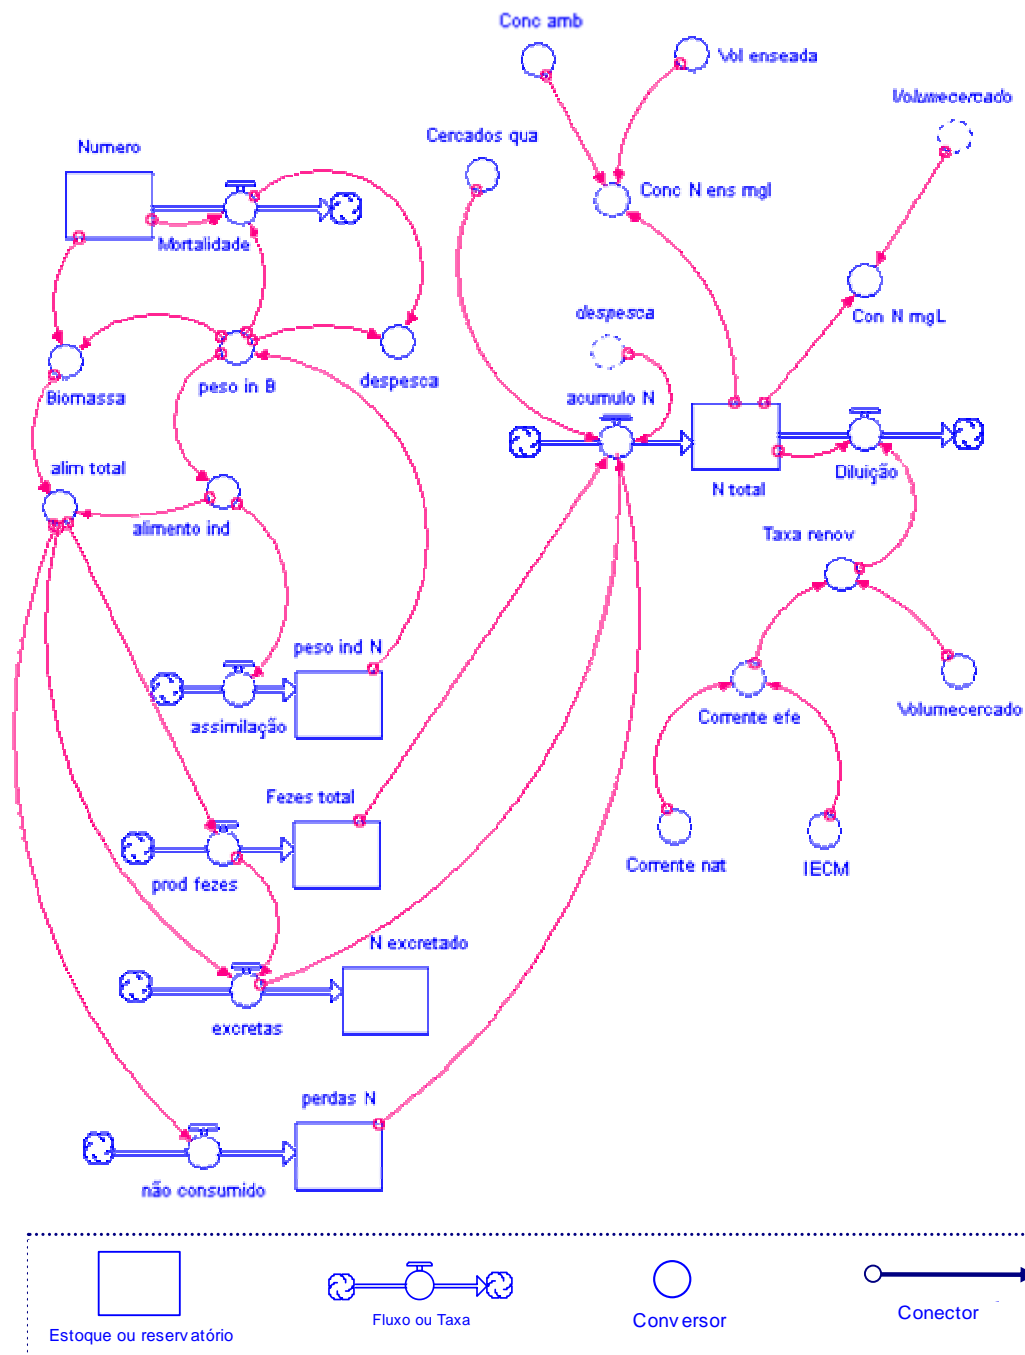 Conc amb
Vol enseada
Volumecercado
Cercados qua
Numero
Conc N ens mgl
Mortalidade
despesca
Con N mgL
peso in B
despesca
Biomassa
acumulo N
alim total
Diluição
N total
alimento ind
Taxa renov
peso ind N
Volumecercado
Corrente efe
assimilação
Fezes total
Corrente nat
IECM
prod fezes
N excretado
excretas
perdas N
não consumido
Estoque ou reservatório
Fluxo ou Taxa
Conversor
Conector